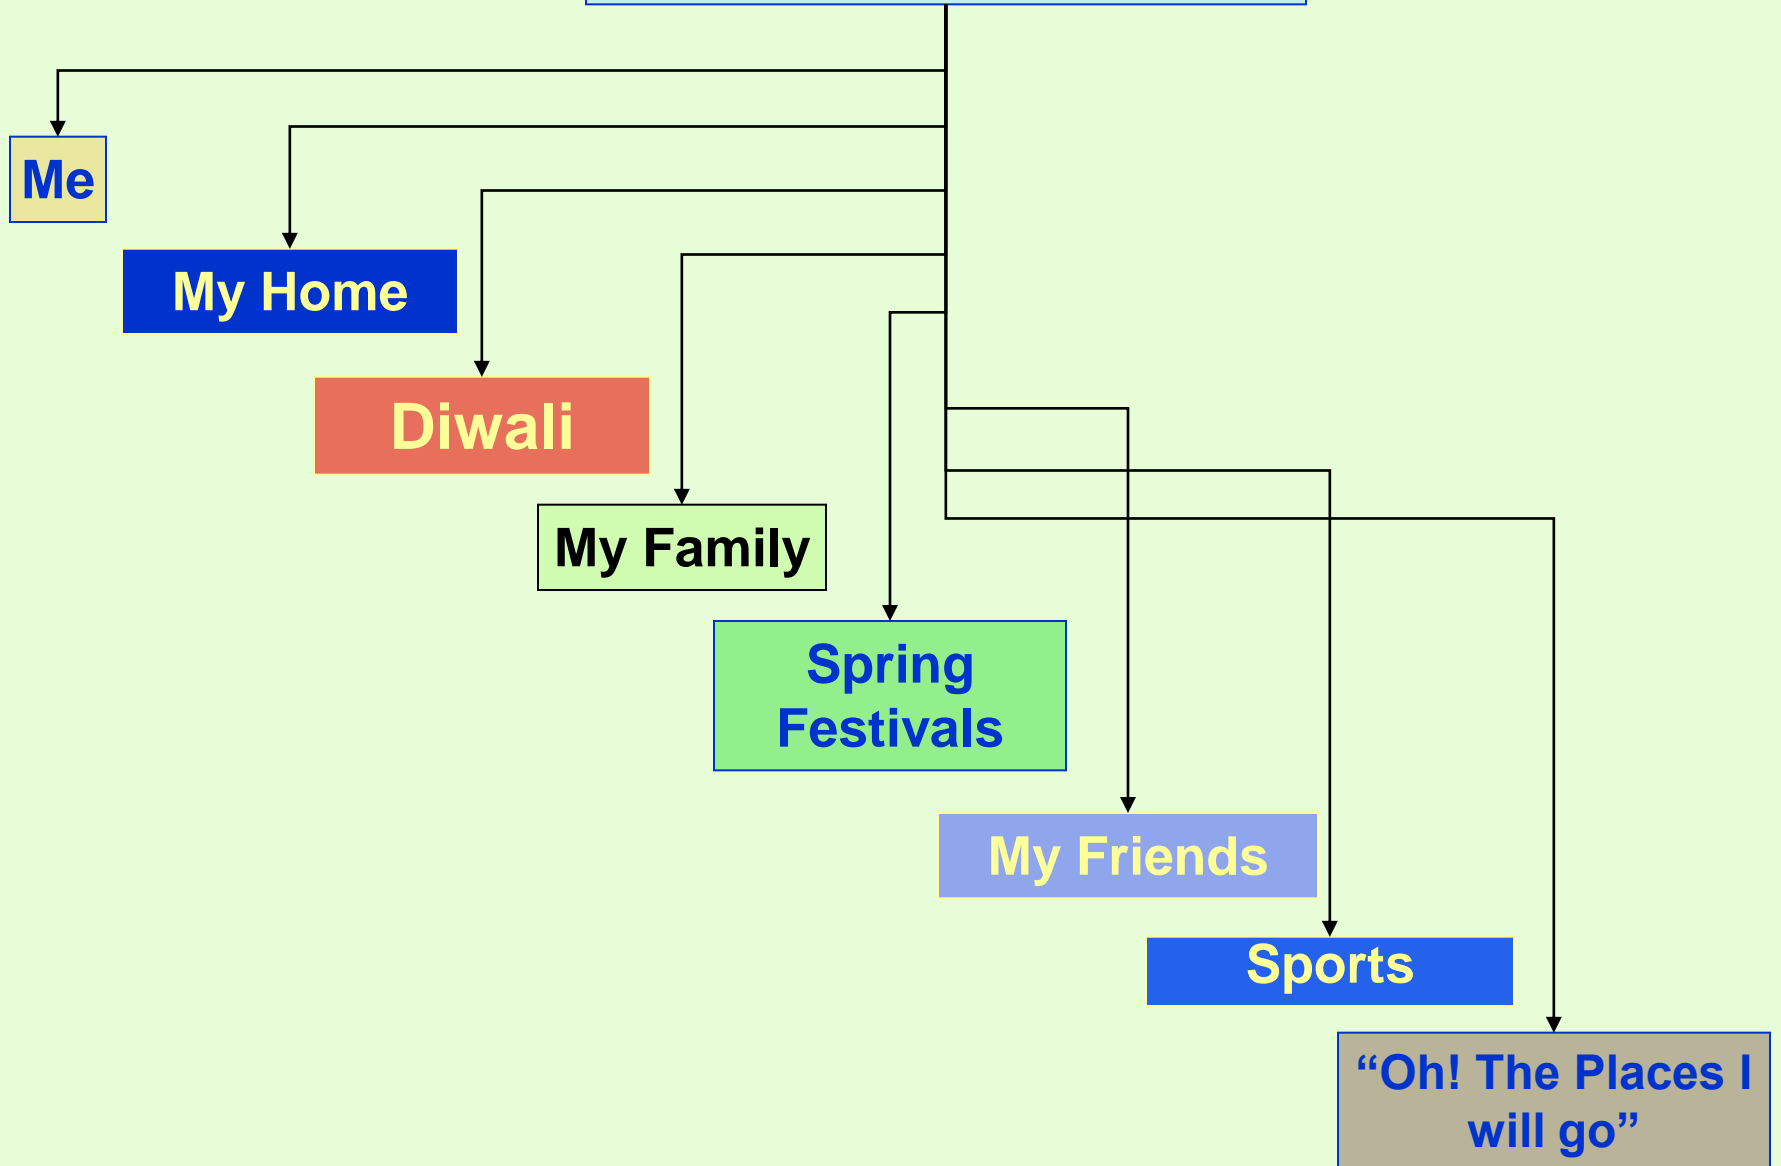 Me
My Home
Diwali
My Family
Spring
Festivals
My Friends
Sports
“Oh! The Places I
will go”